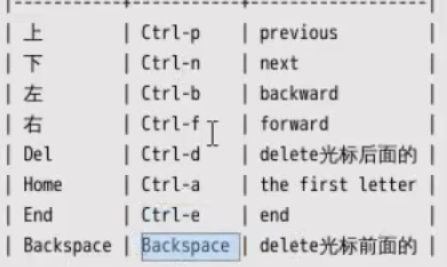 | 上 | Ctrl-p | previous |
| 下 | Ctrl-n | next |
| 左 | Ctrl-b | backward |
| 右 | Ctrl-f | forward |
| Del | Ctrl-d | delete光标后面的 |
| Home | Ctrl-a | the first letter |
| End | Ctrl-e | end |
| Backspace | Backspace | delete光标前面的 |